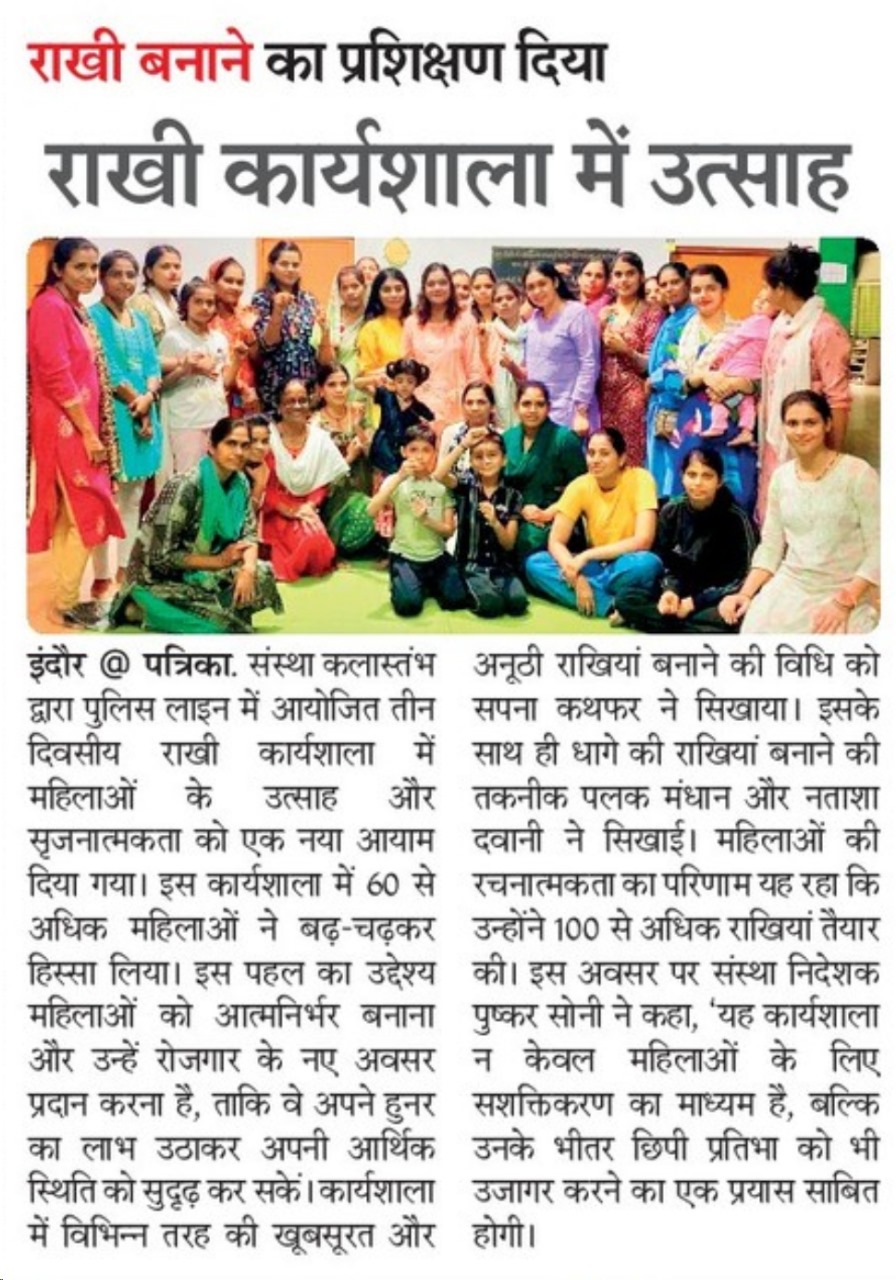 राखी बनाने का प्रशिक्षण दिया
राखी कार्यशाला में उत्साह
इंदौर @ पत्रिका. संस्था कलास्तंभ
द्वारा पुलिस लाइन में आयोजित तीन
दिवसीय राखी कार्यशाला में
महिलाओं के उत्साह और
सृजनात्मकता को एक नया आयाम
दिया गया। इस कार्यशाला में 60 से
अधिक महिलाओं ने बढ़-चढ़कर
हिस्सा लिया। इस पहल का उद्देश्य
महिलाओं को आत्मनिर्भर बनाना
और उन्हें रोजगार के नए अवसर
प्रदान करना है, ताकि वे अपने हुनर
का लाभ उठाकर अपनी आर्थिक
स्थिति को सुदृढ़ कर सकें। कार्यशाला
में विभिन्न तरह की खूबसूरत और
अनूठी राखियां बनाने की विधि को
सपना कथफर ने सिखाया। इसके
साथ ही धागे की राखियां बनाने की
तकनीक पलक मंधान और नताशा
दवानी ने सिखाई। महिलाओं की
रचनात्मकता का परिणाम यह रहा कि
उन्होंने 100 से अधिक राखियां तैयार
की। इस अवसर पर संस्था निदेशक
पुष्कर सोनी ने कहा, 'यह कार्यशाला
न केवल महिलाओं के लिए
सशक्तिकरण का माध्यम है, बल्कि
उनके भीतर छिपी प्रतिभा को भी
उजागर करने का एक प्रयास साबित
होगी।